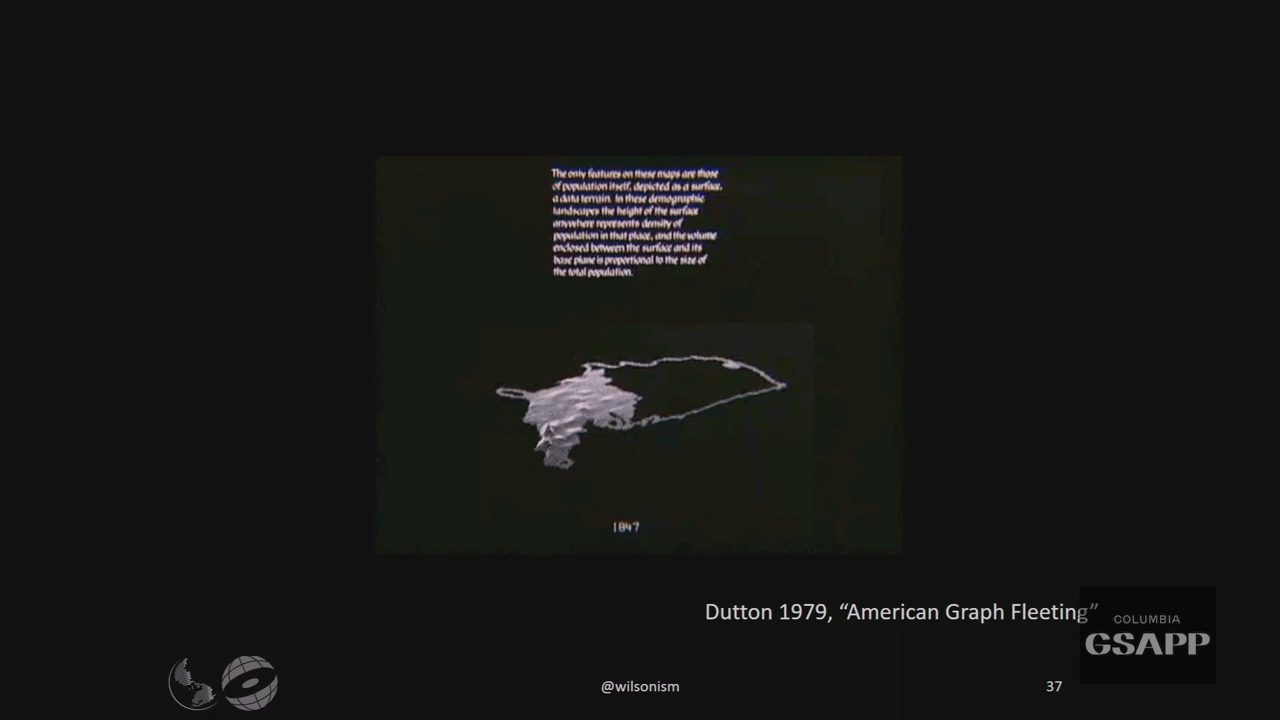 The only features on these maps are those
of population itself, depicted as a surface,
a data terrain. In these demographic
landscapes the height of the surface
anywhere represents density of
population in that place, and the volume
enclosed between the surface and its
base plane is proportional to the size of
the total population.
1847
Dutton 1979, “American Graph Fleeting”
COLUMBIA
GSAPP
@wilsonism
37